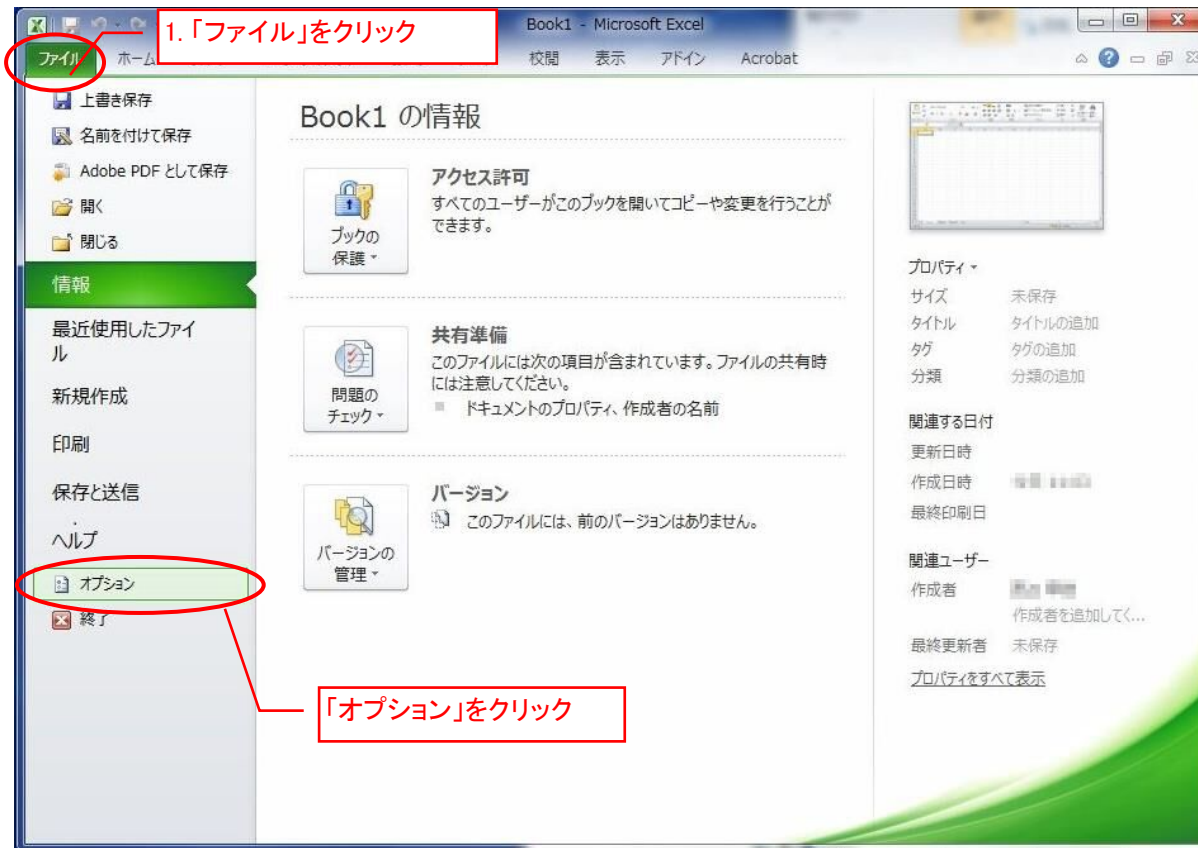 1. 「ファイル」をクリック
Book1 - Microsoft Excel
ファイル
ホーム
校閲
表示
アドイン
Acrobat
上書き保存
名前を付けて保存
Adobe PDF として保存
開く
閉じる
情報
最近使用したファイ
ル
新規作成
印刷
保存と送信
ヘルプ
オプション
終了
「オプション」をクリック
Book1 の情報
ブックの
保護
アクセス許可
すべてのユーザーがこのブックを開いてコピーや変更を行うことが
できます。
問題の
チェック
共有準備
このファイルには次の項目が含まれています。ファイルの共有時
には注意してください。
ドキュメントのプロパティ、作成者の名前
バージョンの
管理
バージョン
このファイルには、前のバージョンはありません。
プロパティ
サイズ 未保存
タイトル タイトルの追加
タグ タグの追加
分類 分類の追加
関連する日付
更新日時
作成日時
最終印刷日
関連ユーザー
作成者
作成者を追加してく...
最終更新者 未保存
プロパティをすべて表示